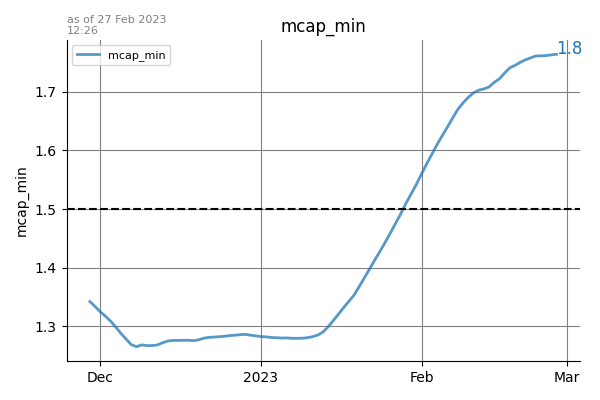 as of 27 Feb 2023
12:26
mcap_min
mcap_min
1.8
mcap_min
1.7
1.6
1.5
1.4
1.3
Dec
2023
Feb
Mar